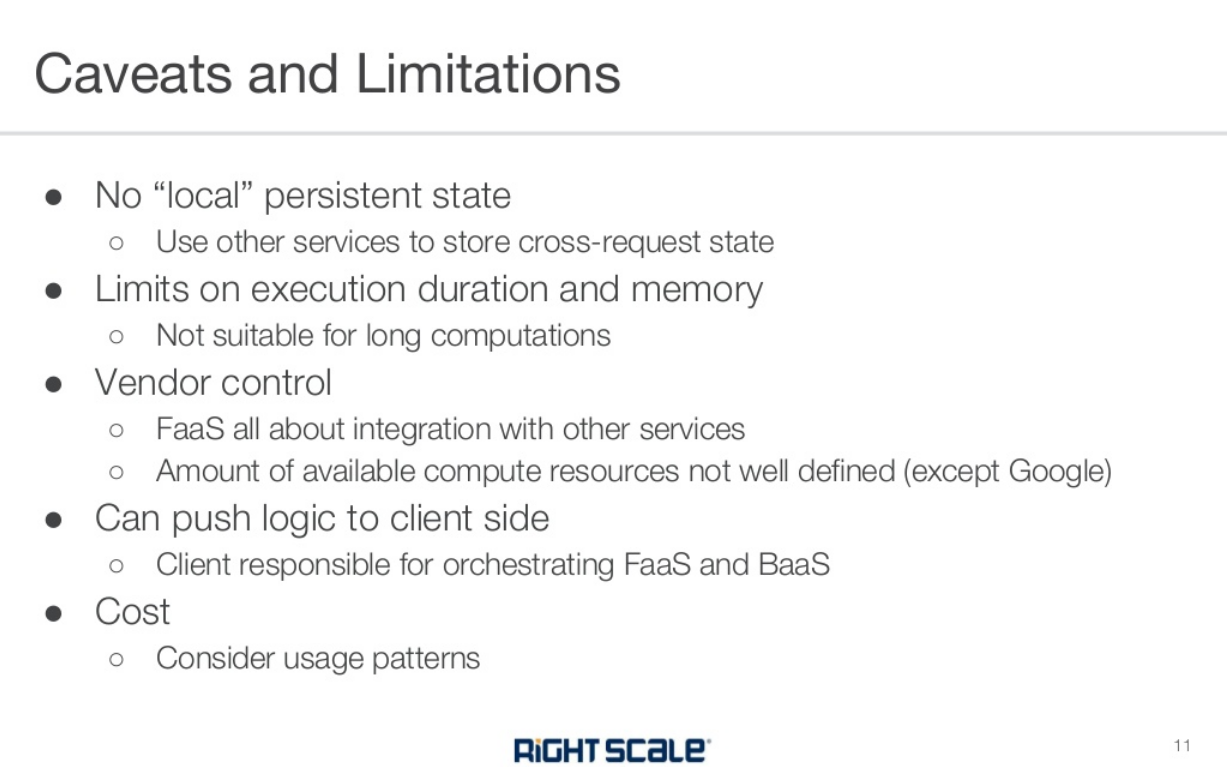 Caveats and Limitations
● No “local” persistent state
○ Use other services to store cross-request state
● Limits on execution duration and memory
○ Not suitable for long computations
● Vendor control
○ FaaS all about integration with other services
○ Amount of available compute resources not well defined (except Google)
● Can push logic to client side
○ Client responsible for orchestrating FaaS and BaaS
● Cost
○ Consider usage patterns
RiGHT SCaLe®
11